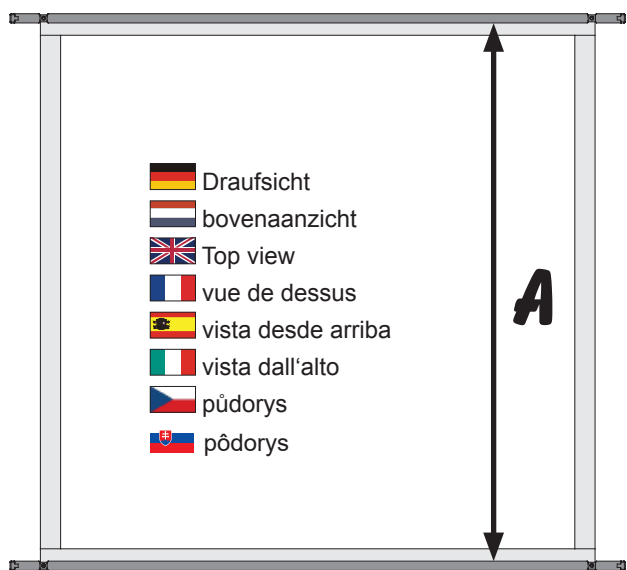 Draufsicht
bovenaanzicht
Top view
vue de dessus
vista desde arriba
vista dall‘alto
půdorys
pôdorys
A